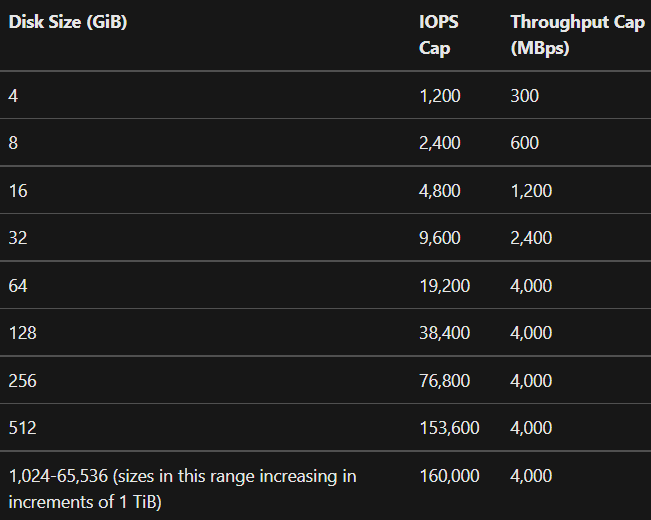 Disk Size (GiB) IOPS Cap Throughput Cap (MBps)
4 1,200 300
8 2,400 600
16 4,800 1,200
32 9,600 2,400
64 19,200 4,000
128 38,400 4,000
256 76,800 4,000
512 153,600 4,000
1,024-65,536 (sizes in this range increasing in increments of 1 TiB) 160,000 4,000